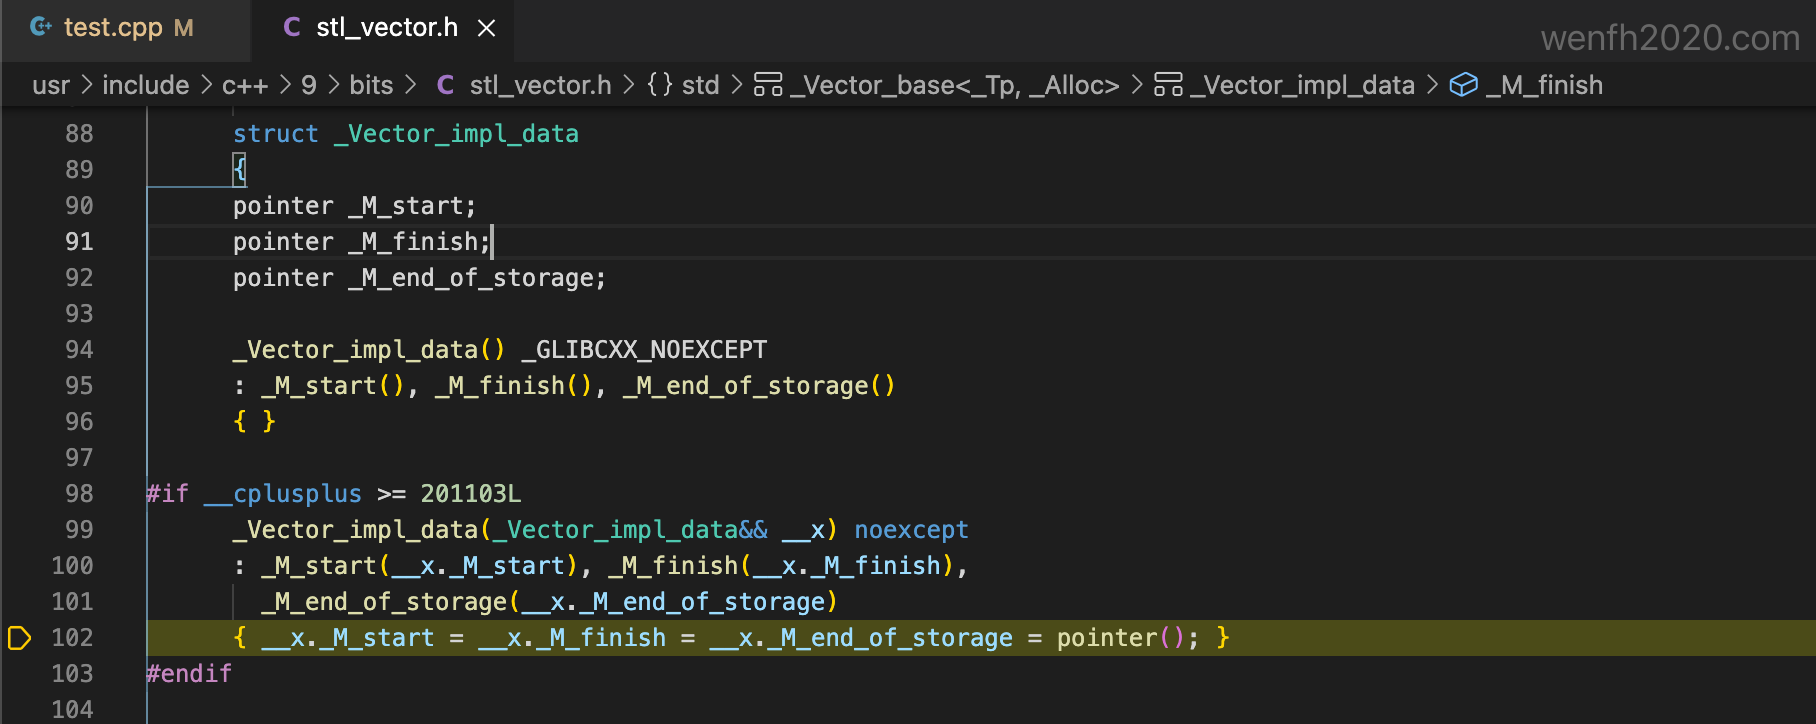 test.cpp M
stl_vector.h
wenfh2020.com
usr > include > c++ > 9 > bits > C stl_vector.h > {} std > _Vector_base<_Tp, _Alloc> > _Vector_impl_data > _M_finish
88 struct _Vector_impl_data
89 {
90 pointer _M_start;
91 pointer _M_finish;
92 pointer _M_end_of_storage;
93
94 _Vector_impl_data() _GLIBCXX_NOEXCEPT
95 : _M_start(), _M_finish(), _M_end_of_storage()
96 { }
97
98 #if __cplusplus >= 201103L
99 _Vector_impl_data(_Vector_impl_data&& __x) noexcept
100 : _M_start(__x._M_start), _M_finish(__x._M_finish),
101 _M_end_of_storage(__x._M_end_of_storage)
102 { __x._M_start = __x._M_finish = __x._M_end_of_storage = pointer(); }
103 #endif
104